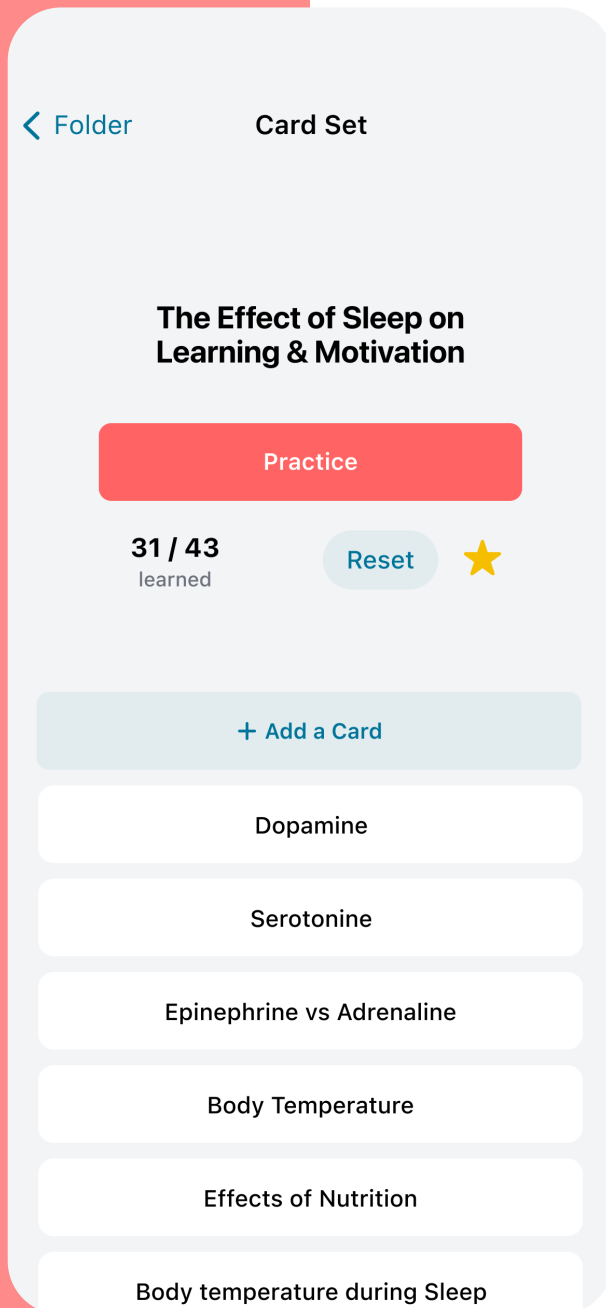 Folder
Card Set
The Effect of Sleep on
Learning & Motivation
Practice
31 / 43
learned
Reset
+ Add a Card
Dopamine
Serotonine
Epinephrine vs Adrenaline
Body Temperature
Effects of Nutrition
Body temperature during Sleep